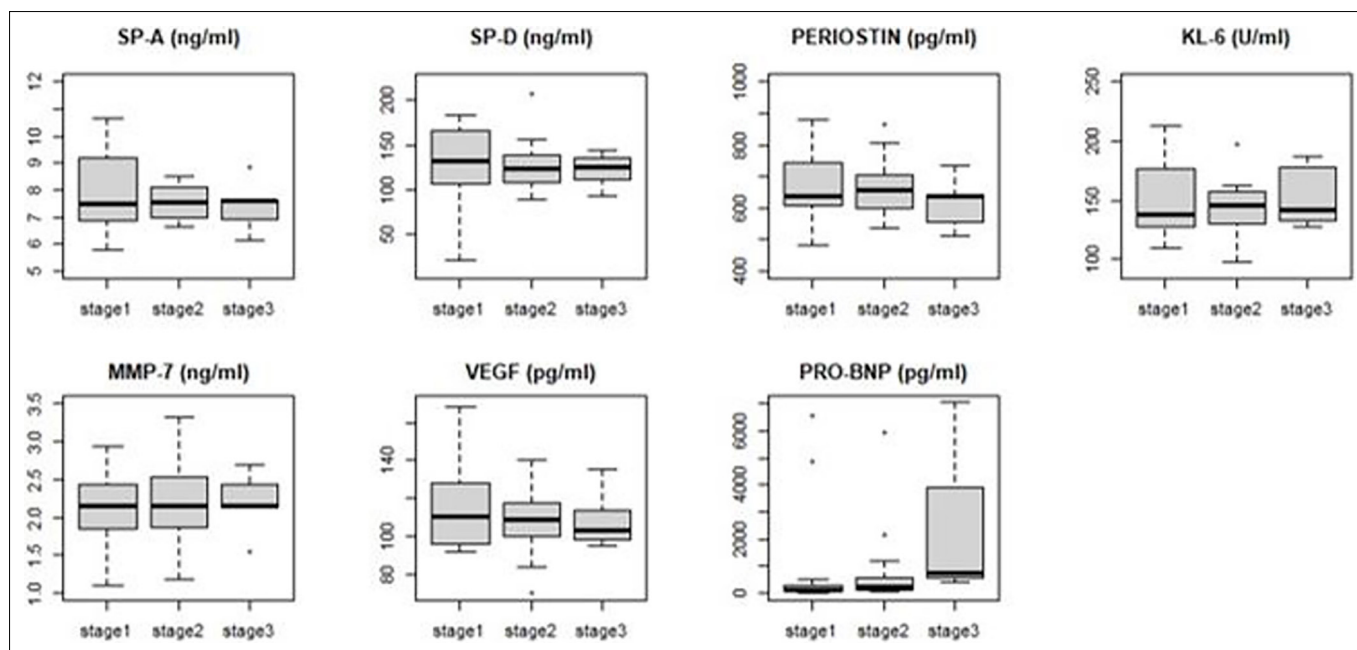 SP-A (ng/ml)
12
10
9
8
7
6
5
stage1 stage2 stage3
SP-D (ng/ml)
200
150
100
50
stage1 stage2 stage3
PERIOSTIN (pg/ml)
1000
800
600
400
stage1 stage2 stage3
KL-6 (U/ml)
250
200
150
100
stage1 stage2 stage3
MMP-7 (ng/ml)
3.5
3.0
2.5
2.0
1.5
1.0
stage1 stage2 stage3
VEGF (pg/ml)
140
100
80
stage1 stage2 stage3
PRO-BNP (pg/ml)
6000
4000
2000
0
stage1 stage2 stage3